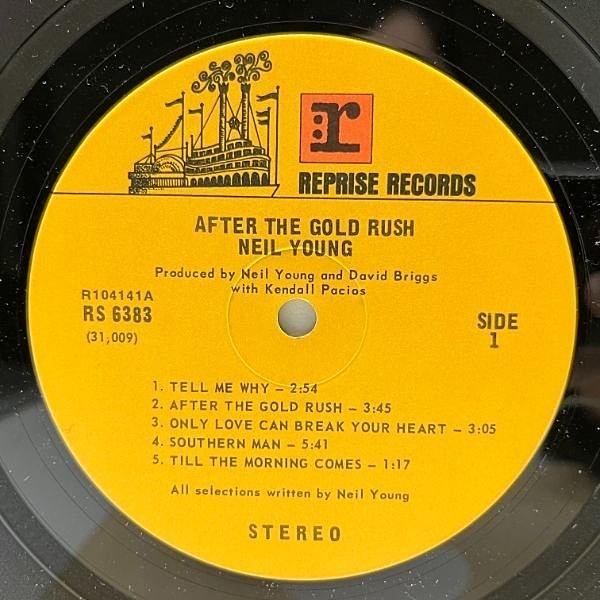 r:
REPRISE RECORDS
AFTER THE GOLD RUSH
NEIL YOUNG
Produced by Neil Young and David Briggs
with Kendall Pacios
R104141A
RS 6383
(31,009)
SIDE
1
1. TELL ME WHY – 2:54
2. AFTER THE GOLD RUSH – 3:45
3. ONLY LOVE CAN BREAK YOUR HEART – 3:05
4. SOUTHERN MAN – 5:41
5. TILL THE MORNING COMES – 1:17
All selections written by Neil Young
STEREO